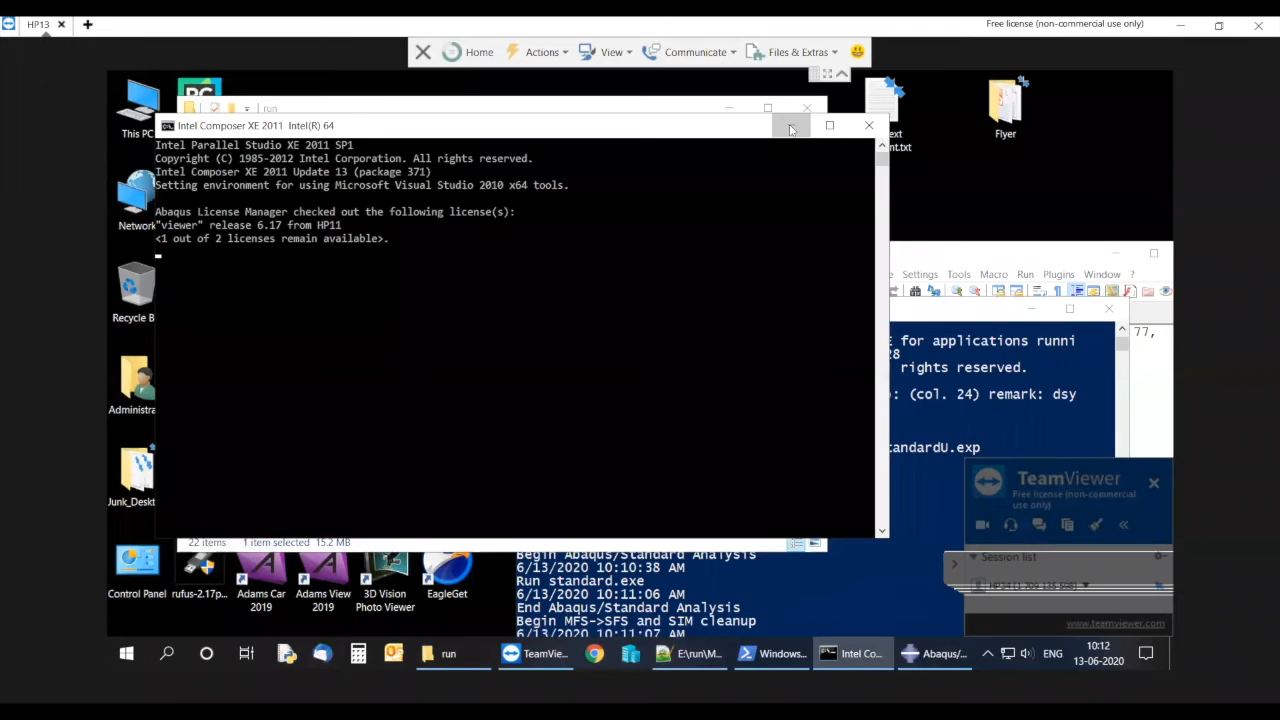 HP13
Free license (non-commercial use only)
Home
Actions
View
Communicate
Files & Extras
This PC
run
Flyer
Intel Composer XE 2011 Intel(R) 64
Intel Parallel Studio XE 2011 SP1
Copyright (C) 1985-2012 Intel Corporation. All rights reserved.
Intel Composer XE 2011 Update 13 (package 371)
Setting environment for using Microsoft Visual Studio 2010 x64 tools.
Abaqus License Manager checked out the following license(s):
"viewer" release 6.17 from HP11
<1 out of 2 licenses remain available>.
Network
Recycle B
Administra
Junk_Deskt
Settings Tools Macro Run Plugins Window ?
77,
E for applications runni
28
rights reserved.
: (col. 24) remark: dsy
tandardU.exp
TeamViewer
Free license (non-commercial
use only)
Session list
www.teamviewer.com
22 items 1 item selected 15.2 MB
Control Panel
rufus-2.17p...
Adams Car
2019
Adams View
2019
3D Vision
Photo Viewer
EagleGet
Begin Abaqus/Standard Analysis
6/13/2020 10:10:38 AM
Run standard.exe
6/13/2020 10:11:06 AM
End Abaqus/Standard Analysis
Begin MFS->SFS and SIM cleanup
6/13/2020 10:11:07 AM
run
TeamVie...
E:\run\M...
Windows...
Intel Co...
Abaqus/...
ENG
10:12
13-06-2020